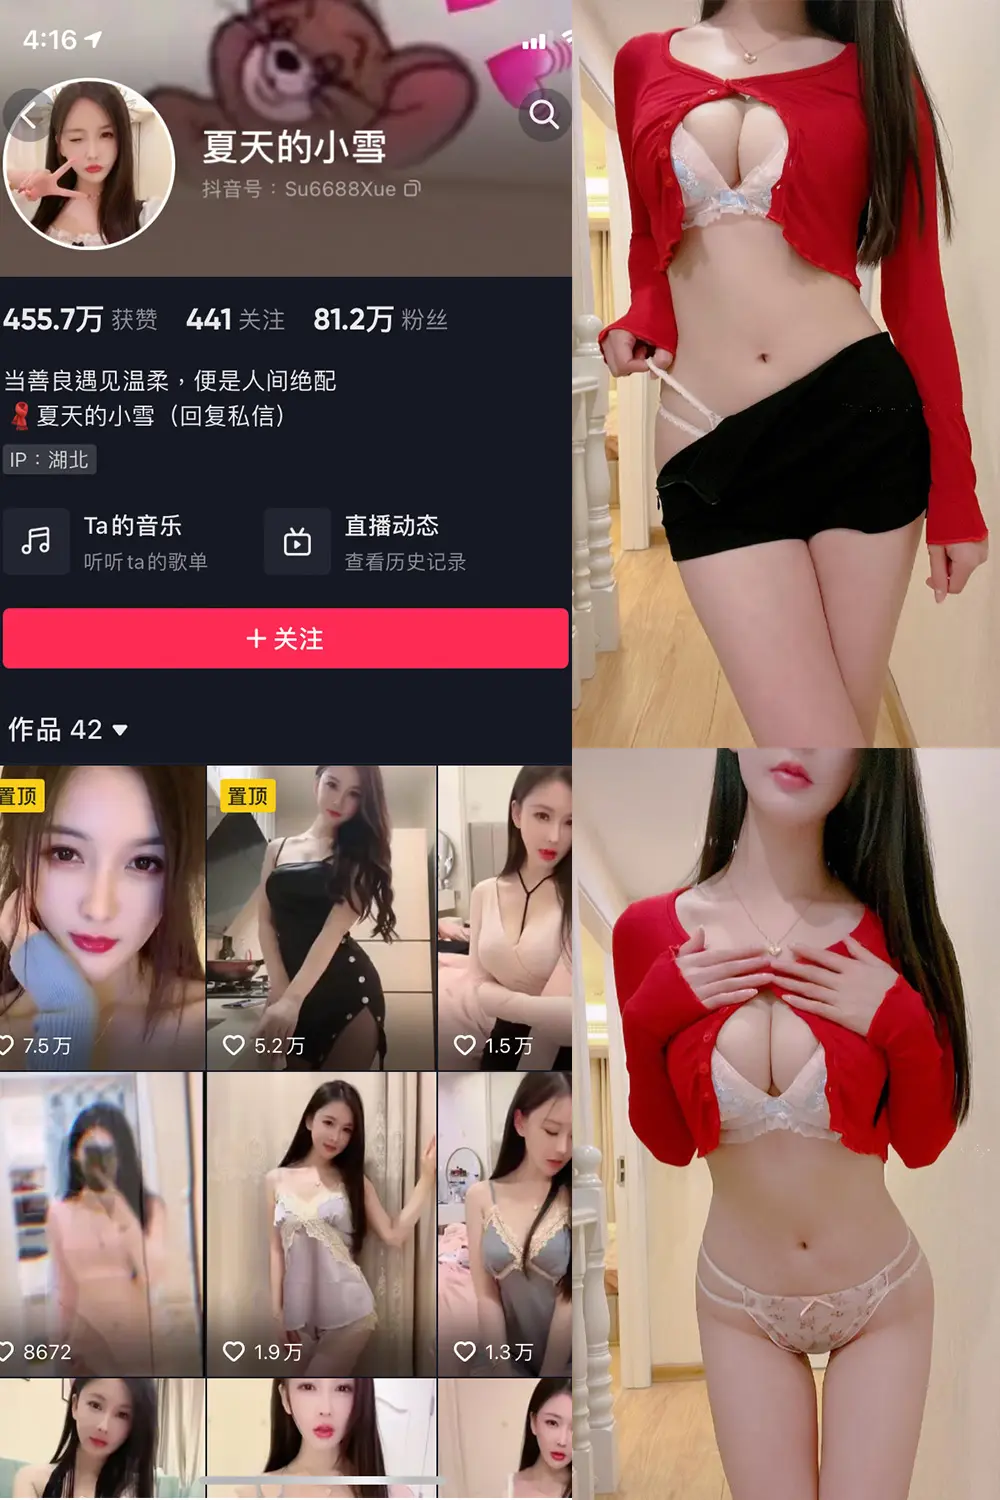 4:16
夏天的小雪
抖音号：Su6688Xue
455.7万 获赞 441 关注 81.2万 粉丝
当善良遇见温柔，便是人间绝配
夏天的小雪（回复私信）
IP：湖北
Ta的音乐
听听ta的歌单
直播动态
查看历史记录
+ 关注
作品 42
置顶
置顶
7.5万
5.2万
1.5万
8672
1.9万
1.3万